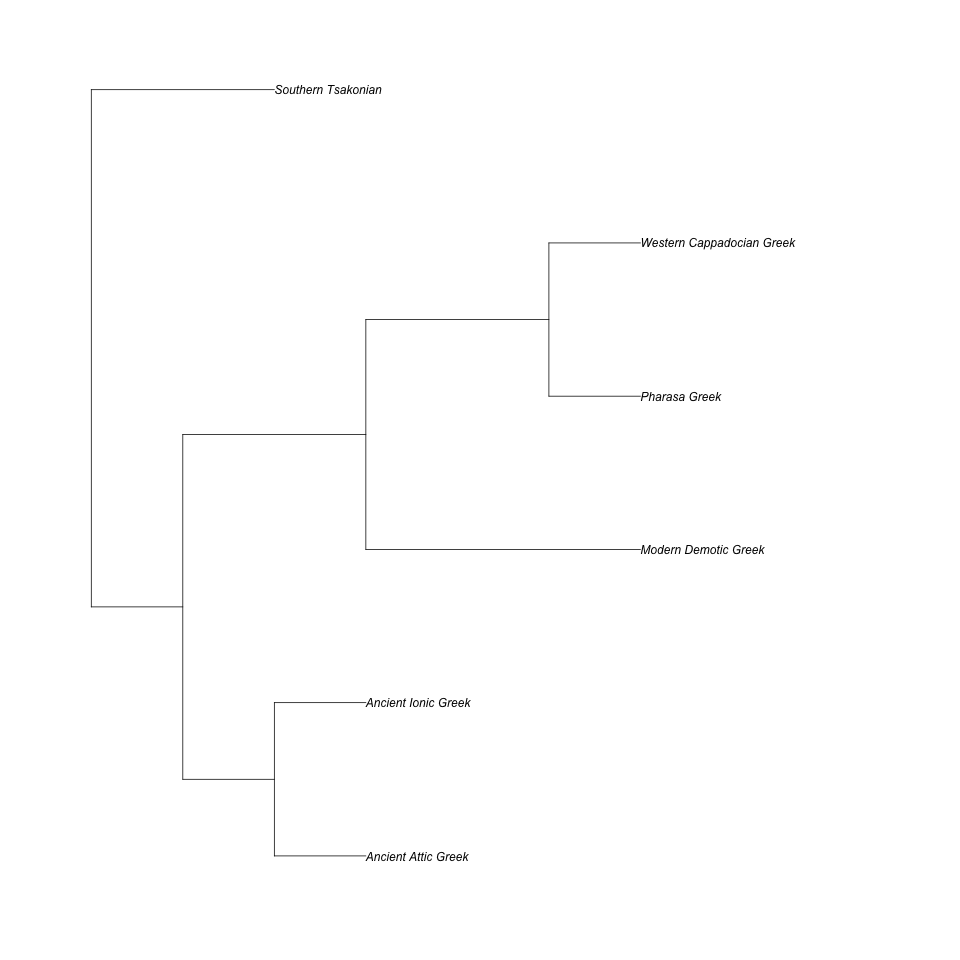 Southern Tsakonian
Western Cappadocian Greek
Pharasa Greek
Modern Demotic Greek
Ancient Ionic Greek
Ancient Attic Greek